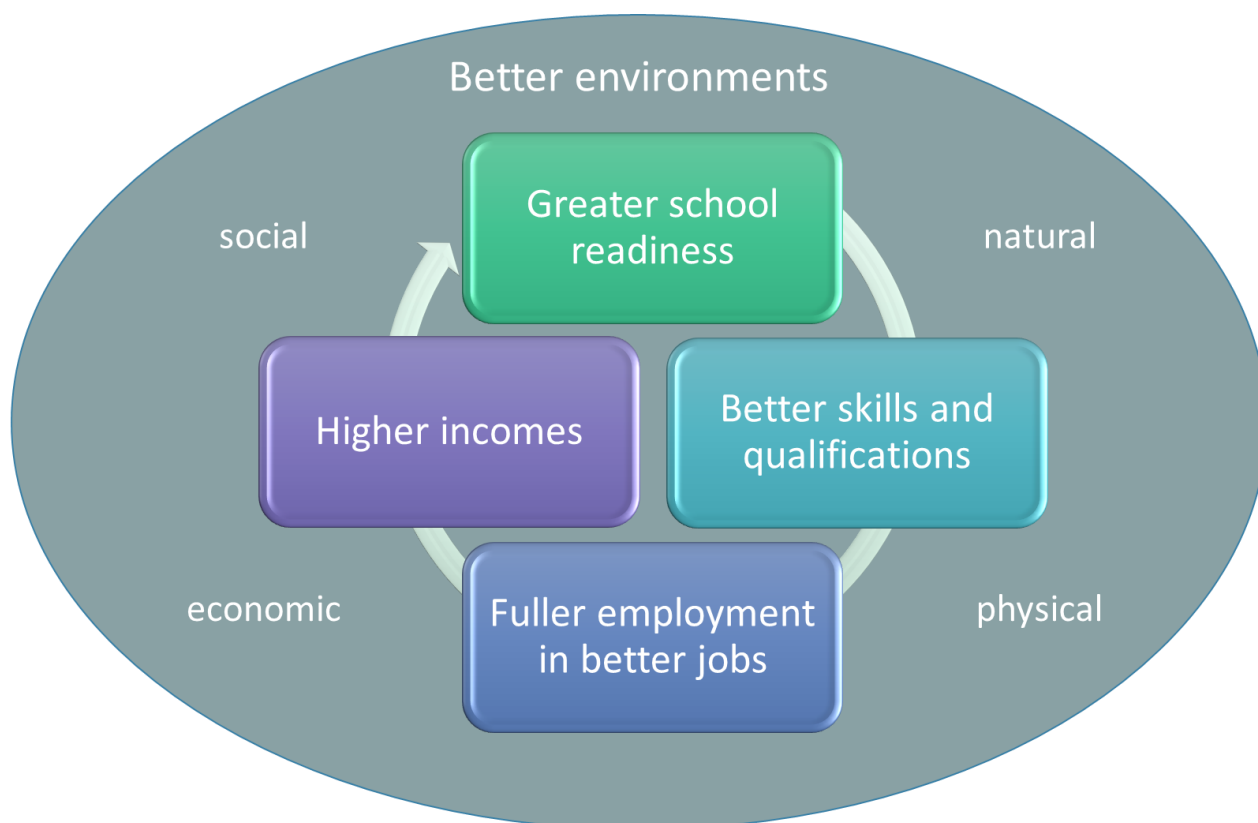 Better environments
Greater school
readiness
social
natural
Higher incomes
Better skills and
qualifications
economic
Fuller employment
in better jobs
physical